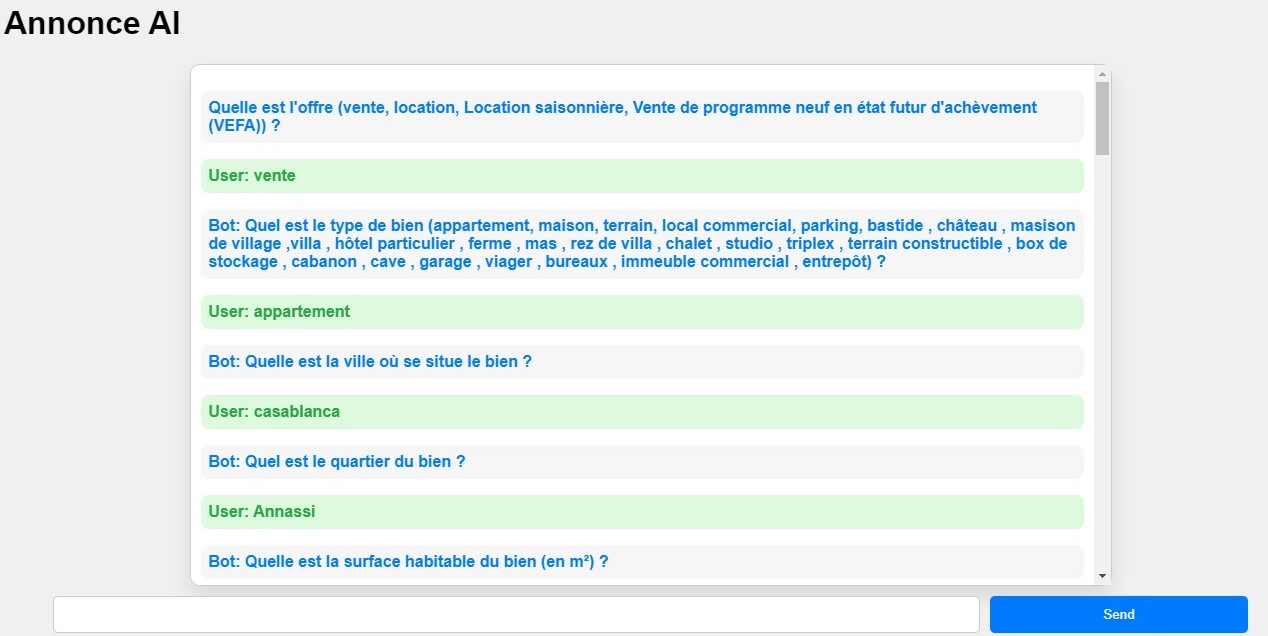 Annonce AI
Quelle est l'offre (vente, location, Location saisonnière, Vente de programme neuf en état futur d'achèvement
(VEFA)) ?
User: vente
Bot: Quel est le type de bien (appartement, maison, terrain, local commercial, parking, bastide , château , masison
de village ,villa , hôtel particulier , ferme , mas , rez de villa , chalet , studio , triplex , terrain constructible , box de
stockage , cabanon , cave , garage , viager , bureaux , immeuble commercial , entrepôt) ?
User: appartement
Bot: Quelle est la ville où se situe le bien ?
User: casablanca
Bot: Quel est le quartier du bien ?
User: Annassi
Bot: Quelle est la surface habitable du bien (en m²) ?
Send